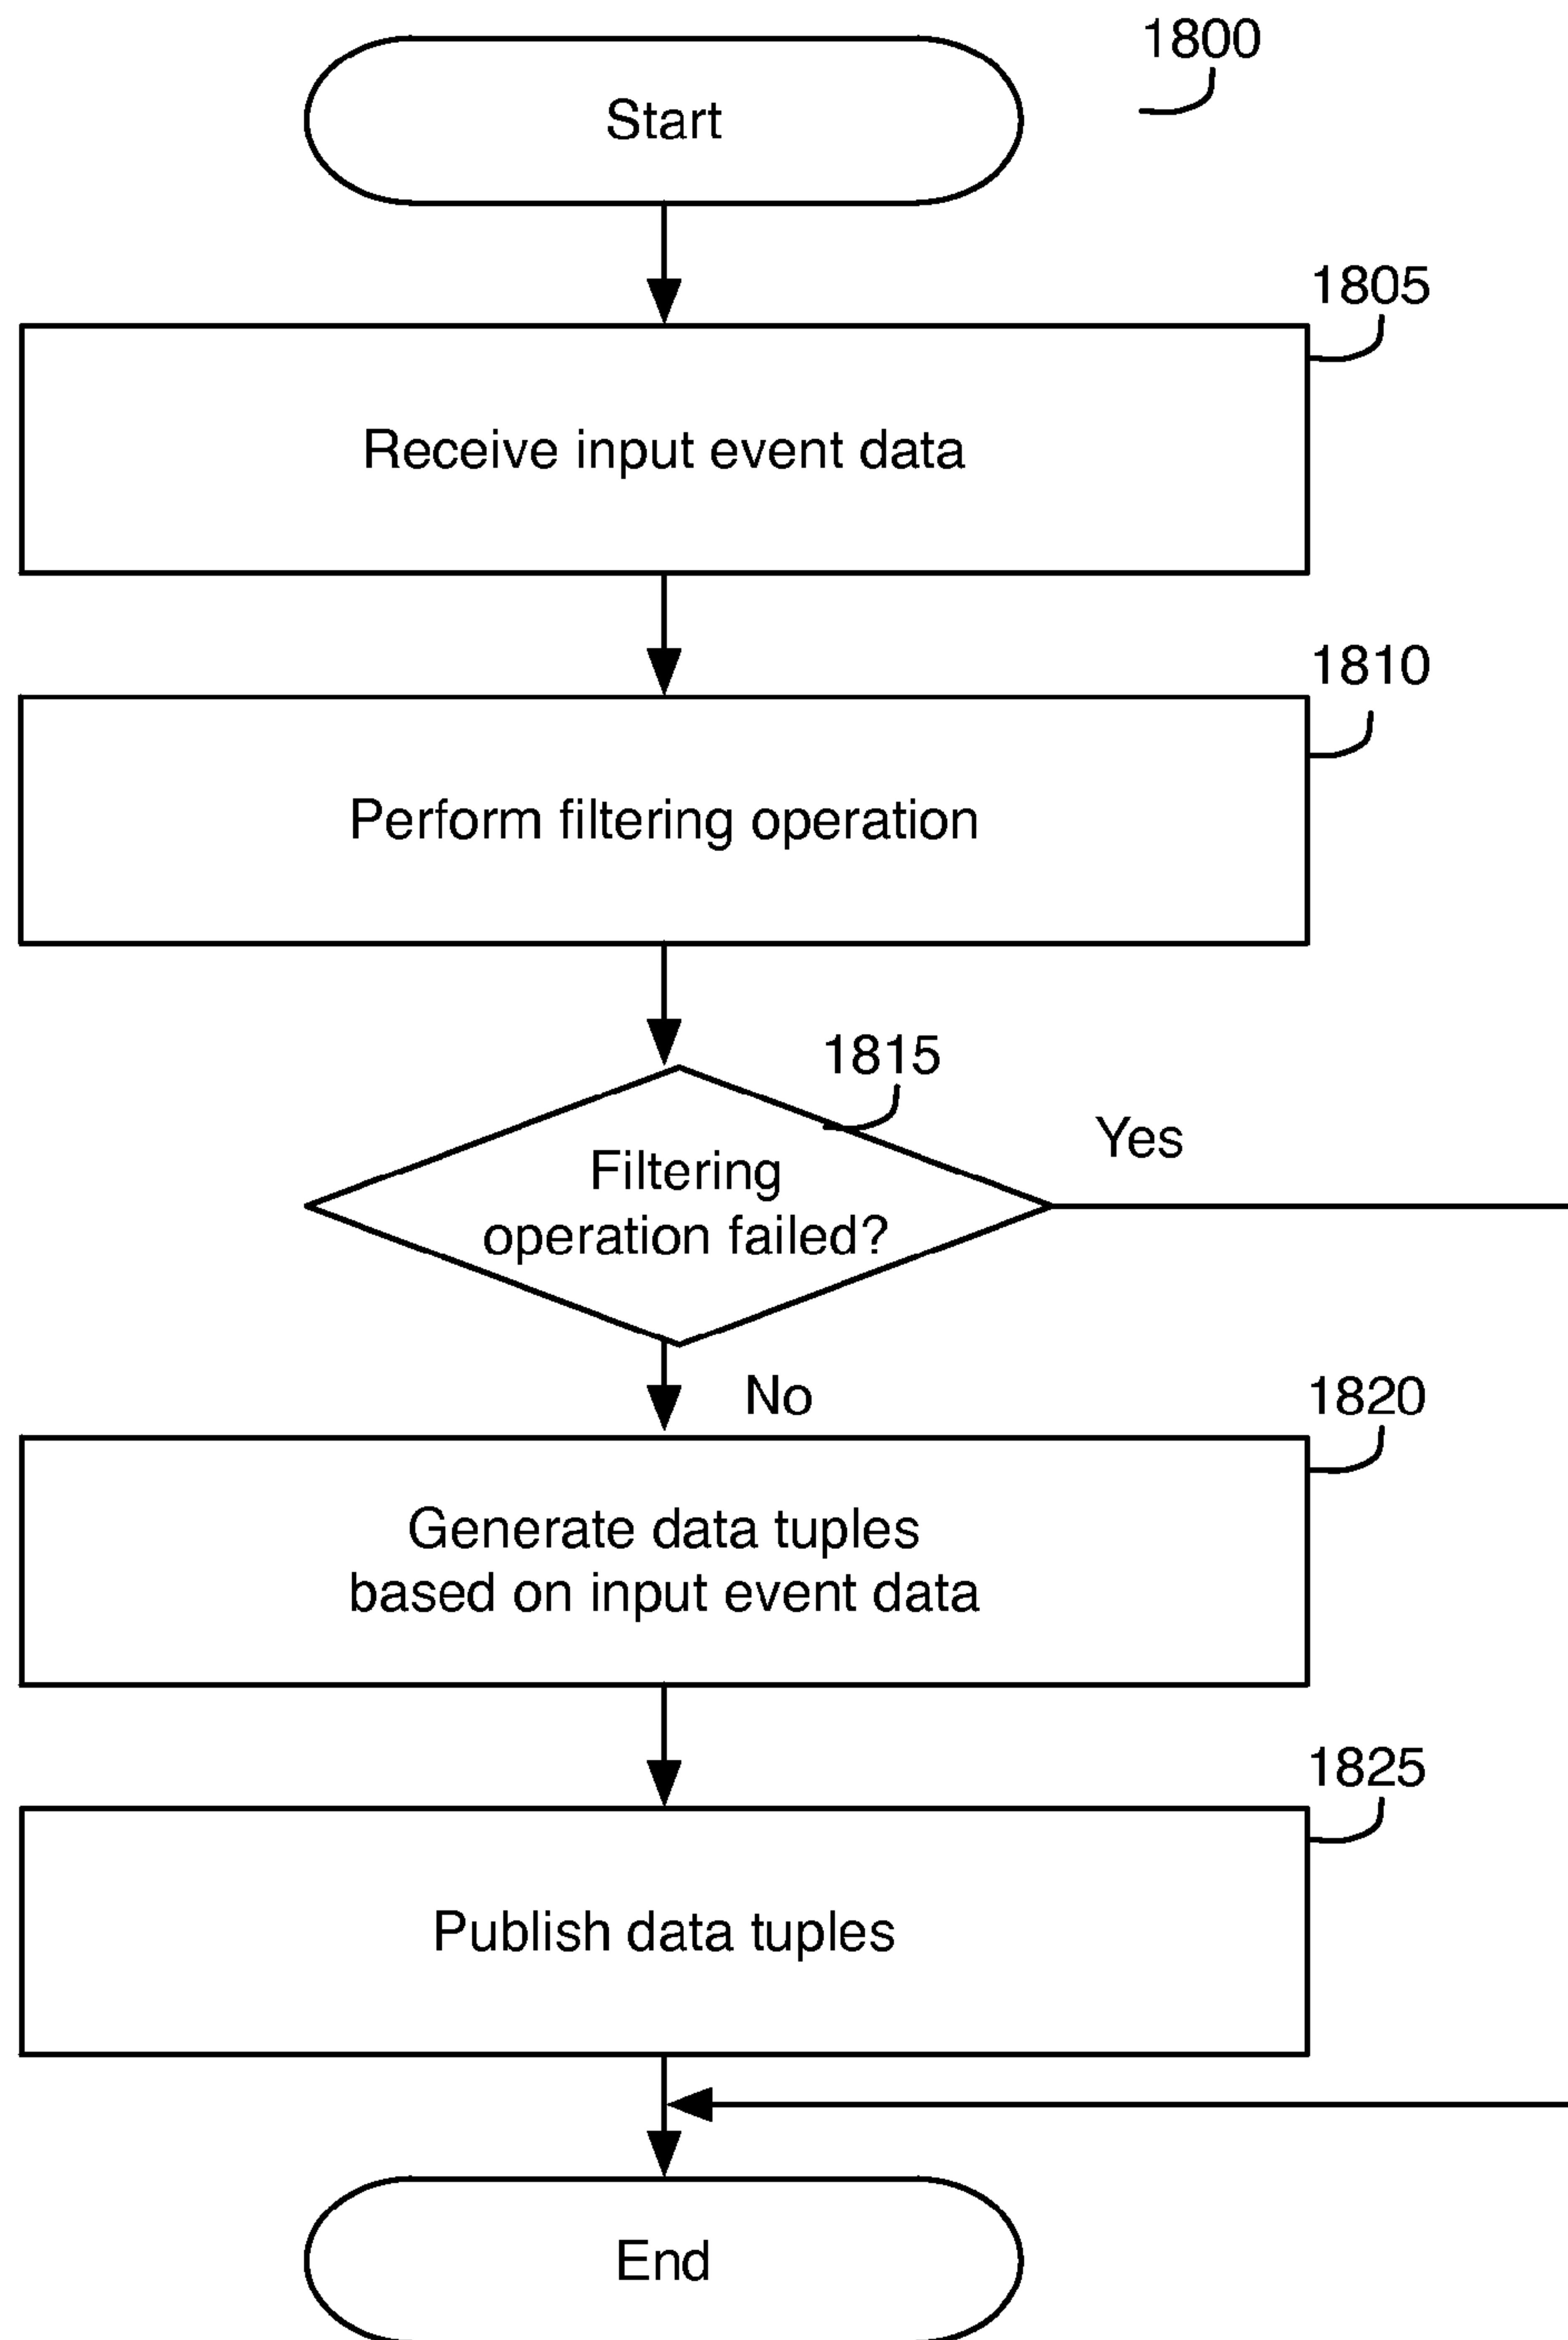 1800
Start
1805
Receive input event data
1810
Perform filtering operation
1815
Yes
Filtering
operation failed?
No
1820
Generate data tuples
based on input event data
1825
Publish data tuples
End